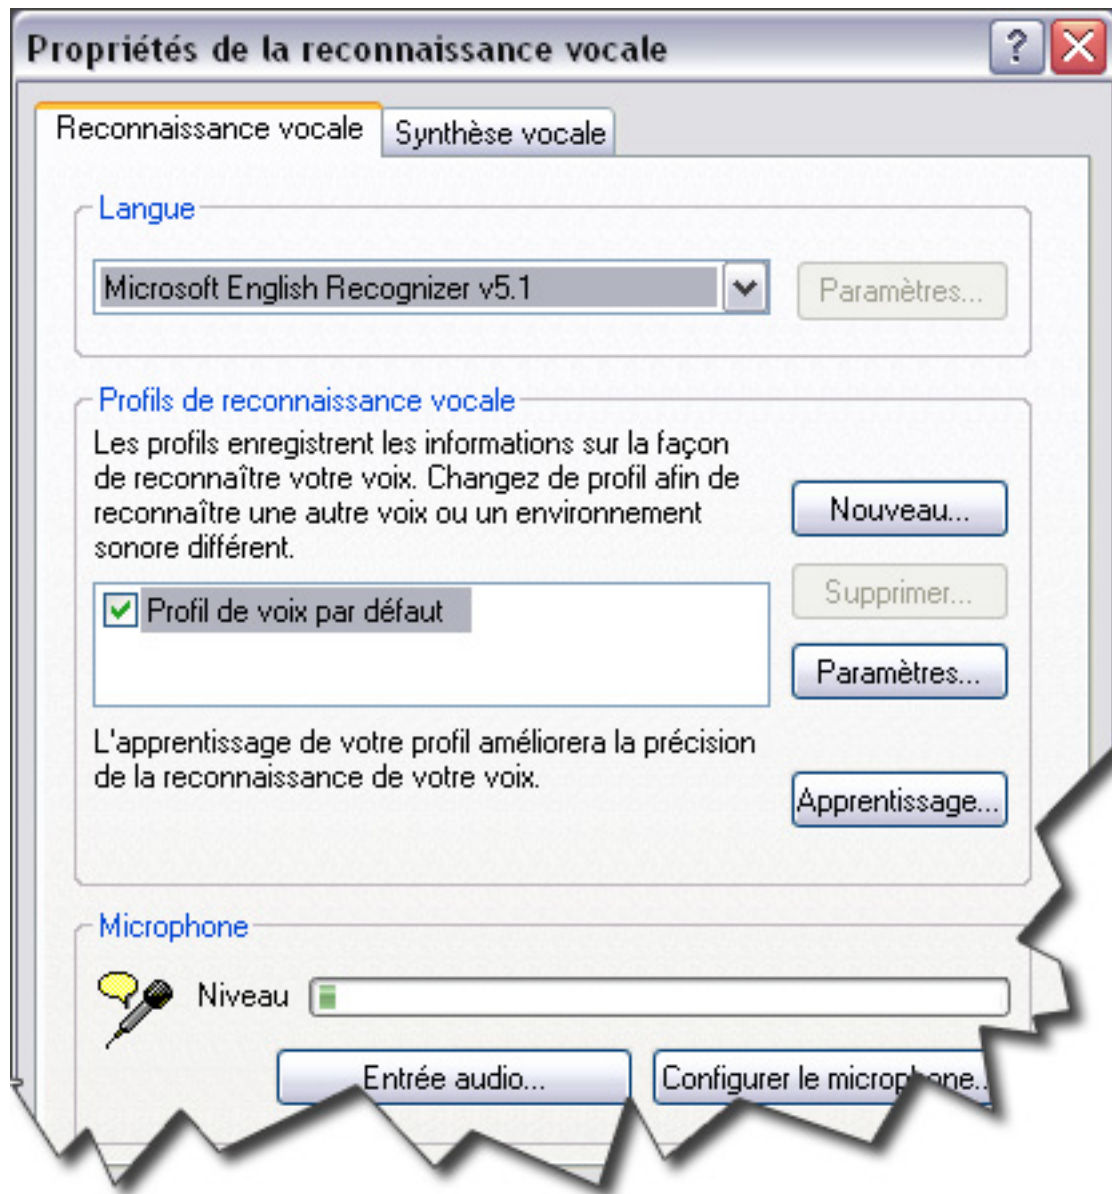 Propriétés de la reconnaissance vocale
Reconnaissance vocale
Synthèse vocale
Langue
Microsoft English Recognizer v5.1
Paramètres...
Profils de reconnaissance vocale
Les profils enregistrent les informations sur la façon
de reconnaître votre voix. Changez de profil afin de
reconnaître une autre voix ou un environnement
sonore différent.
Nouveau...
Supprimer...
Profil de voix par défaut
Paramètres...
L'apprentissage de votre profil améliorera la précision
de la reconnaissance de votre voix.
Apprentissage...
Microphone
Niveau
Entrée audio...
Configurer le microphone..